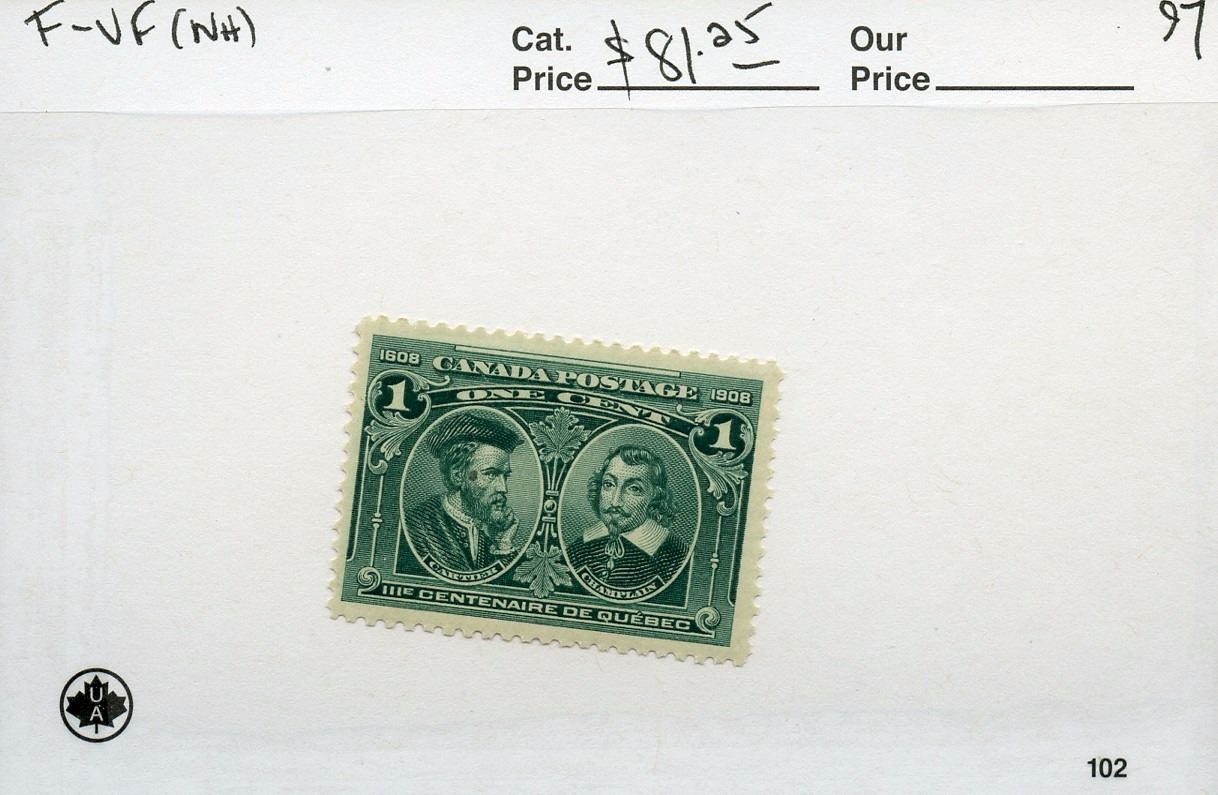 F-VF (NH)
Cat. Price $81.25
Our Price
97
1608 CANADA POSTAGE 1908
1 ONE CENT 1
CARTIER CHAMPLAIN
IIIE CENTENAIRE DE QUÉBEC
U
A
102